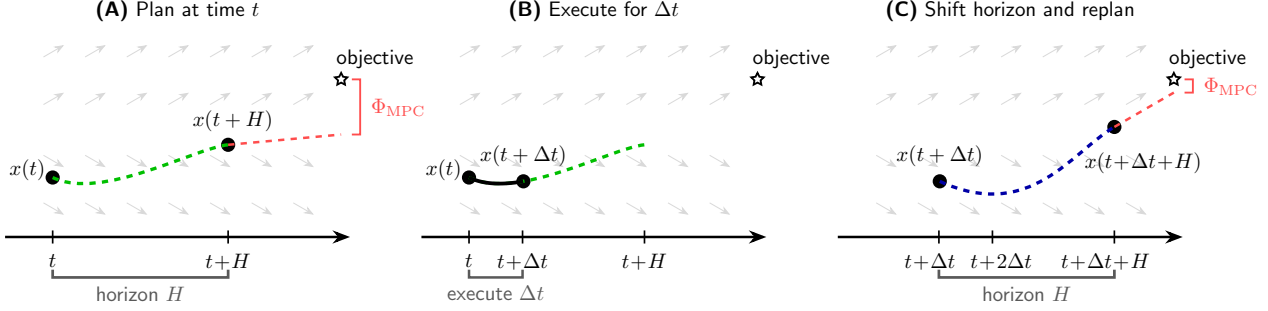 (A) Plan at time t
objective
Φ_MPC
x(t + H)
x(t)
t
t+H
horizon H
(B) Execute for Δt
objective
x(t + Δt)
x(t)
t
t+Δt
t+H
execute Δt
(C) Shift horizon and replan
objective
Φ_MPC
x(t + Δt)
x(t+Δt+H)
t+Δt
t+2Δt
t+Δt+H
horizon H